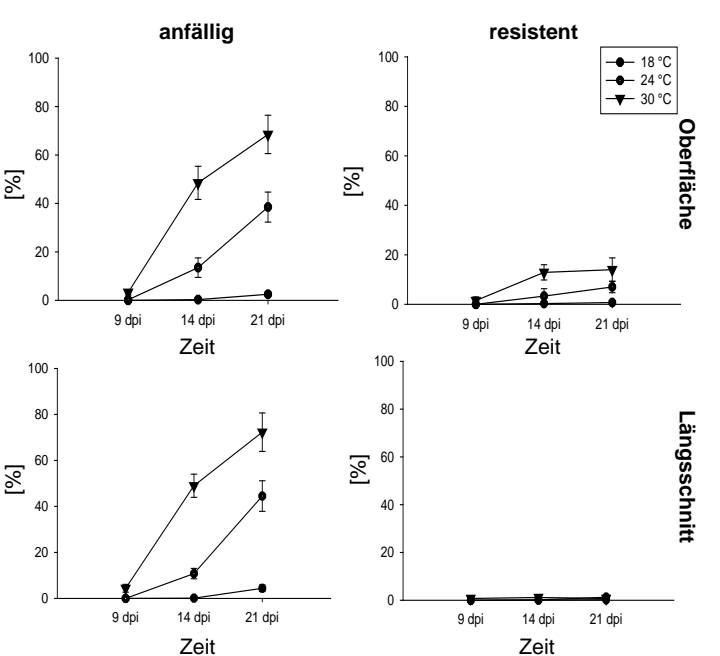 anfällig
resistent
100
80
60
40
20
0
[%]
9 dpi 14 dpi 21 dpi
Zeit
100
80
60
40
20
0
[%]
9 dpi 14 dpi 21 dpi
Zeit
18 °C
24 °C
30 °C
Oberfläche
100
80
60
40
20
0
[%]
9 dpi 14 dpi 21 dpi
Zeit
100
80
60
40
20
0
[%]
9 dpi 14 dpi 21 dpi
Zeit
Längsschnitt